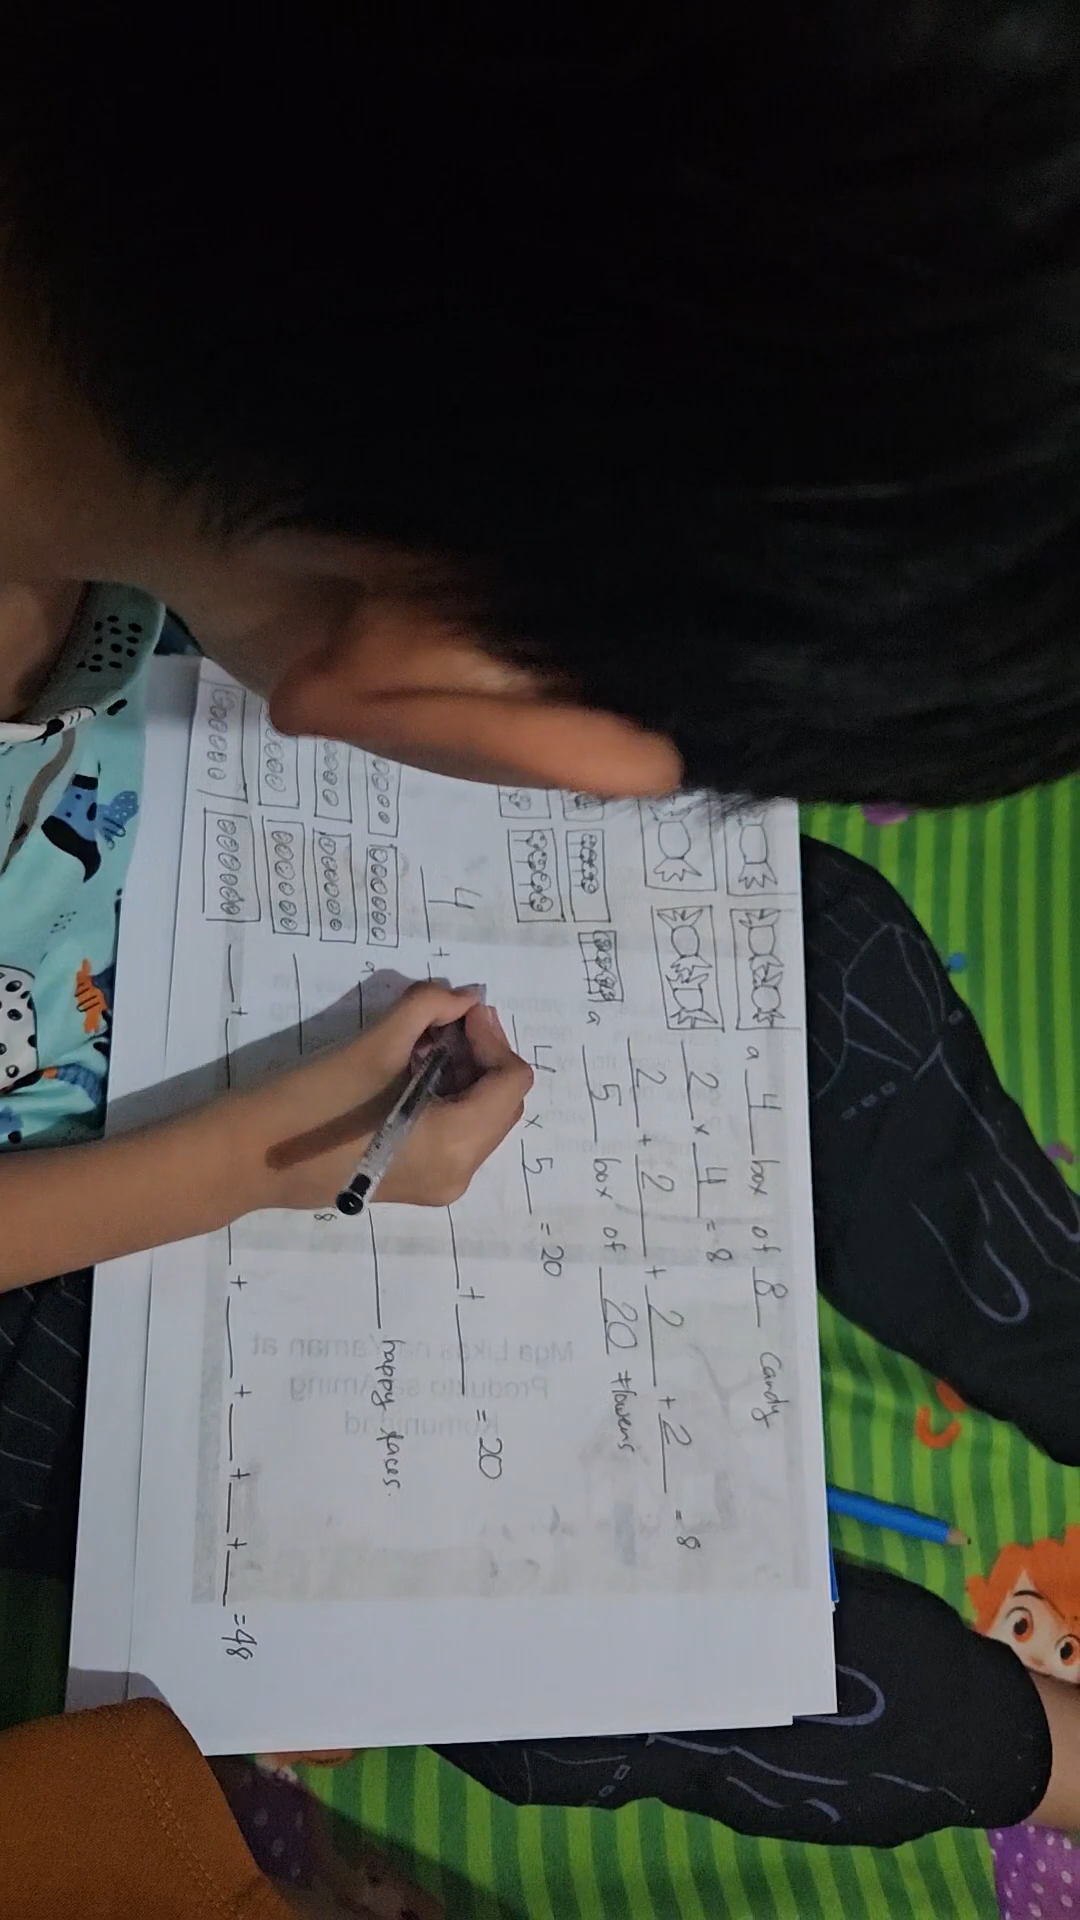 a 4 box of 8 candy
2 x 4 = 8
2 + 2 + 2 + 2 = 8
a 5 box of 20 flowers
4 x 5 = 20
4 + + = 20
a happy faces.
8
+ + + + + = 48
Mga Likas na Yaman at
Produkto sa Aming
Komunidad